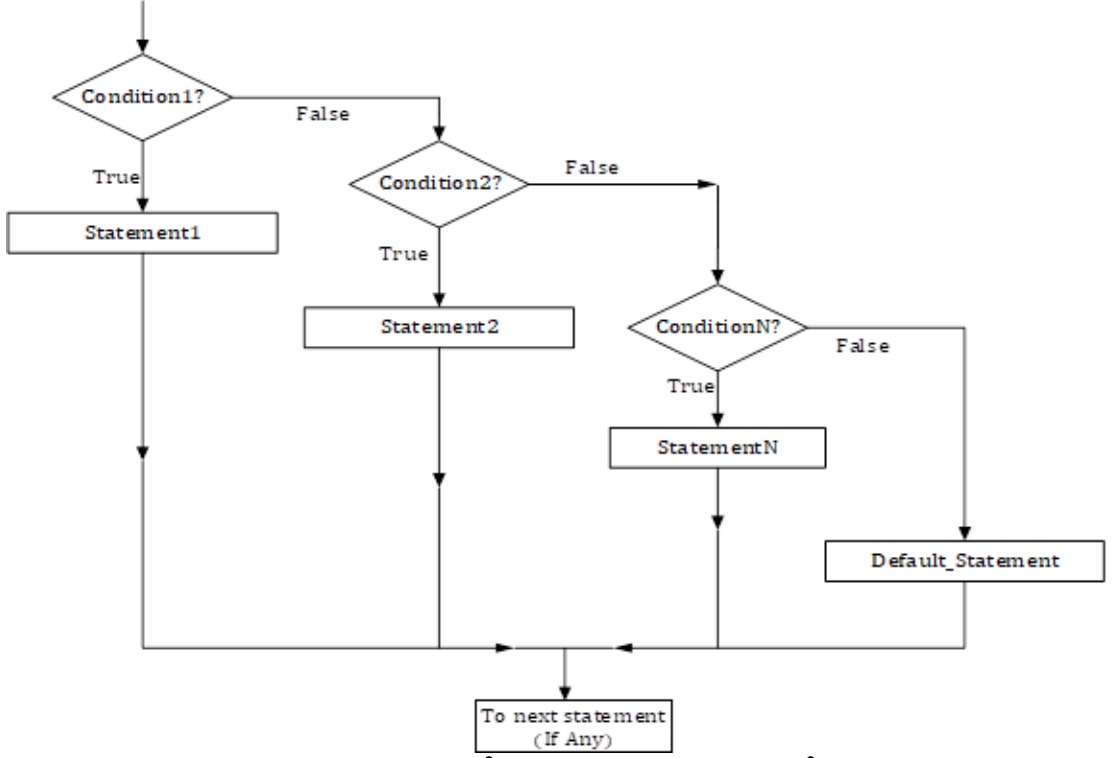 Condition1?
False
True
Condition2?
False
Statement1
True
Statement2
ConditionN?
False
True
StatementN
Default_Statement
To next statement
(If Any)